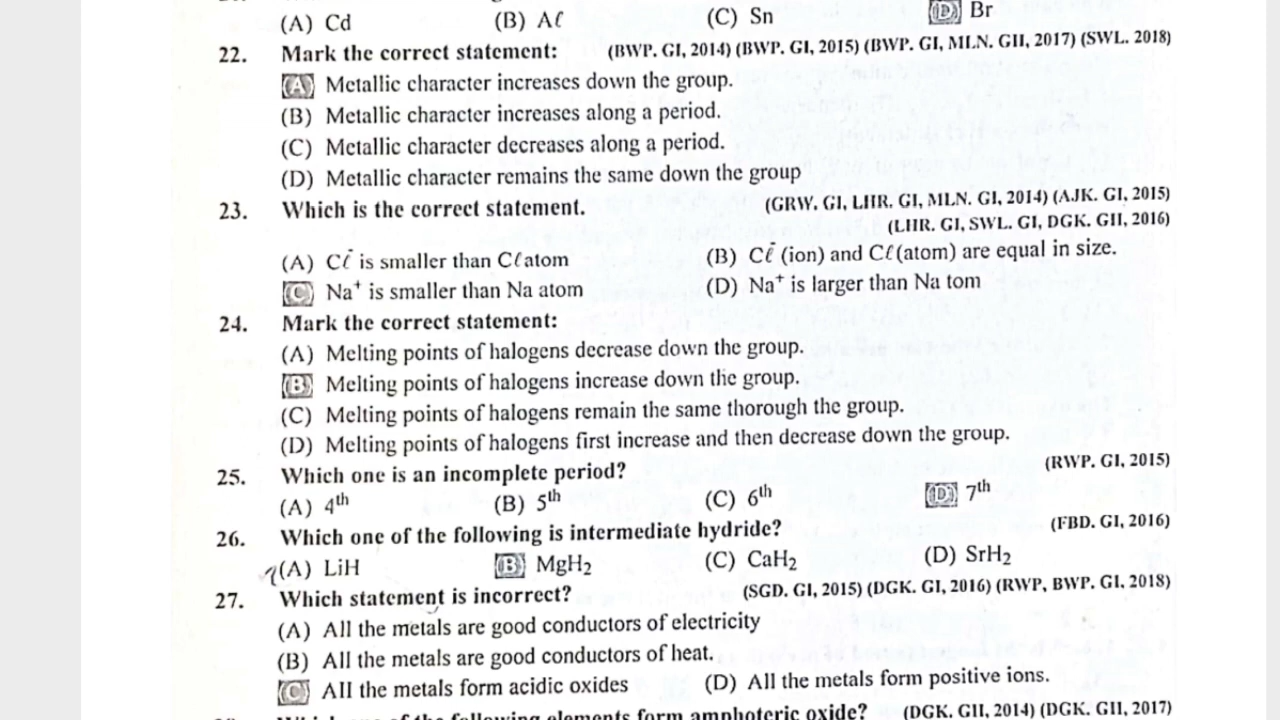 (A) Cd (B) Aℓ (C) Sn (D) Br
22. Mark the correct statement: (BWP. GI, 2014) (BWP. GI, 2015) (BWP. GI, MLN. GII, 2017) (SWL. 2018)
(A) Metallic character increases down the group.
(B) Metallic character increases along a period.
(C) Metallic character decreases along a period.
(D) Metallic character remains the same down the group
23. Which is the correct statement. (GRW. GI, LHR. GI, MLN. GI, 2014) (AJK. GI, 2015)
(LHR. GI, SWL. GI, DGK. GII, 2016)
(A) Cℓ⁻ is smaller than Cℓ atom (B) Cℓ⁻ (ion) and Cℓ(atom) are equal in size.
(C) Na⁺ is smaller than Na atom (D) Na⁺ is larger than Na tom
24. Mark the correct statement:
(A) Melting points of halogens decrease down the group.
(B) Melting points of halogens increase down the group.
(C) Melting points of halogens remain the same thorough the group.
(D) Melting points of halogens first increase and then decrease down the group.
25. Which one is an incomplete period? (RWP. GI, 2015)
(A) 4th (B) 5th (C) 6th (D) 7th
26. Which one of the following is intermediate hydride? (FBD. GI, 2016)
(A) LiH (B) MgH₂ (C) CaH₂ (D) SrH₂
27. Which statement is incorrect? (SGD. GI, 2015) (DGK. GI, 2016) (RWP, BWP. GI, 2018)
(A) All the metals are good conductors of electricity
(B) All the metals are good conductors of heat.
(C) All the metals form acidic oxides (D) All the metals form positive ions.
of the following elements form amphoteric oxide? (DGK. GII, 2014) (DGK. GII, 2017)